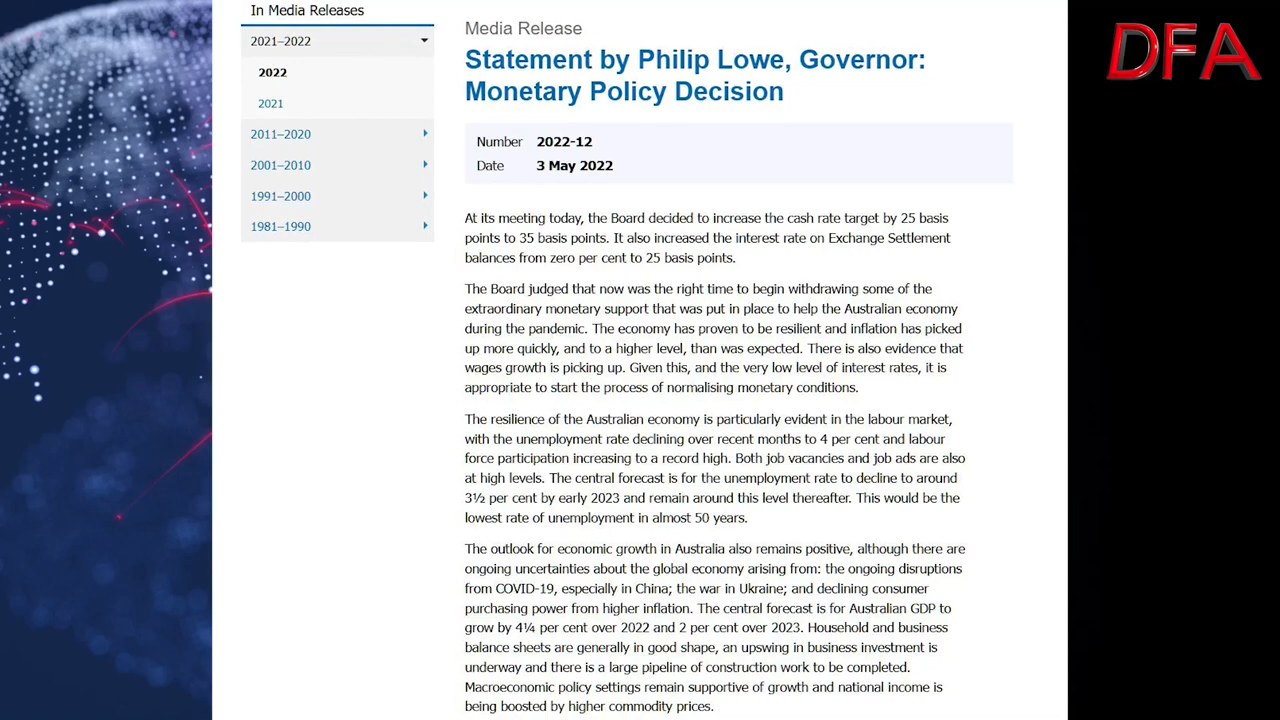 In Media Releases
2021–2022
2022
2021
2011–2020
2001–2010
1991–2000
1981–1990
Media Release
Statement by Philip Lowe, Governor:
Monetary Policy Decision
Number 2022-12
Date 3 May 2022
At its meeting today, the Board decided to increase the cash rate target by 25 basis
points to 35 basis points. It also increased the interest rate on Exchange Settlement
balances from zero per cent to 25 basis points.
The Board judged that now was the right time to begin withdrawing some of the
extraordinary monetary support that was put in place to help the Australian economy
during the pandemic. The economy has proven to be resilient and inflation has picked
up more quickly, and to a higher level, than was expected. There is also evidence that
wages growth is picking up. Given this, and the very low level of interest rates, it is
appropriate to start the process of normalising monetary conditions.
The resilience of the Australian economy is particularly evident in the labour market,
with the unemployment rate declining over recent months to 4 per cent and labour
force participation increasing to a record high. Both job vacancies and job ads are also
at high levels. The central forecast is for the unemployment rate to decline to around
3½ per cent by early 2023 and remain around this level thereafter. This would be the
lowest rate of unemployment in almost 50 years.
The outlook for economic growth in Australia also remains positive, although there are
ongoing uncertainties about the global economy arising from: the ongoing disruptions
from COVID-19, especially in China; the war in Ukraine; and declining consumer
purchasing power from higher inflation. The central forecast is for Australian GDP to
grow by 4¼ per cent over 2022 and 2 per cent over 2023. Household and business
balance sheets are generally in good shape, an upswing in business investment is
underway and there is a large pipeline of construction work to be completed.
Macroeconomic policy settings remain supportive of growth and national income is
being boosted by higher commodity prices.
DFA